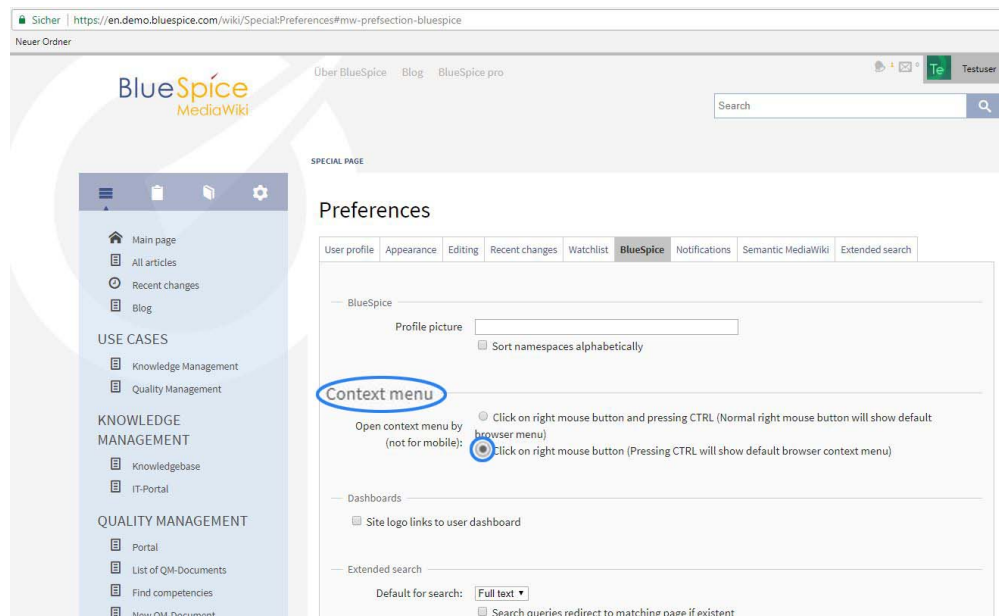 Sicher | https://en.demo.bluespice.com/wiki/Special:Preferences#mw-prefsection-bluespice
Neuer Ordner
BlueSpice
MediaWiki
Über BlueSpice Blog BlueSpice pro
1 0 Te Testuser
Search
SPECIAL PAGE
Main page
All articles
Recent changes
Blog
USE CASES
Knowledge Management
Quality Management
KNOWLEDGE
MANAGEMENT
Knowledgebase
IT-Portal
QUALITY MANAGEMENT
Portal
List of QM-Documents
Find competencies
New QM-Document
Preferences
User profile Appearance Editing Recent changes Watchlist BlueSpice Notifications Semantic MediaWiki Extended search
BlueSpice
Profile picture
Sort namespaces alphabetically
Context menu
Open context menu by
(not for mobile):
Click on right mouse button and pressing CTRL (Normal right mouse button will show default
browser menu)
Click on right mouse button (Pressing CTRL will show default browser context menu)
Dashboards
Site logo links to user dashboard
Extended search
Default for search: Full text
Search queries redirect to matching page if existent